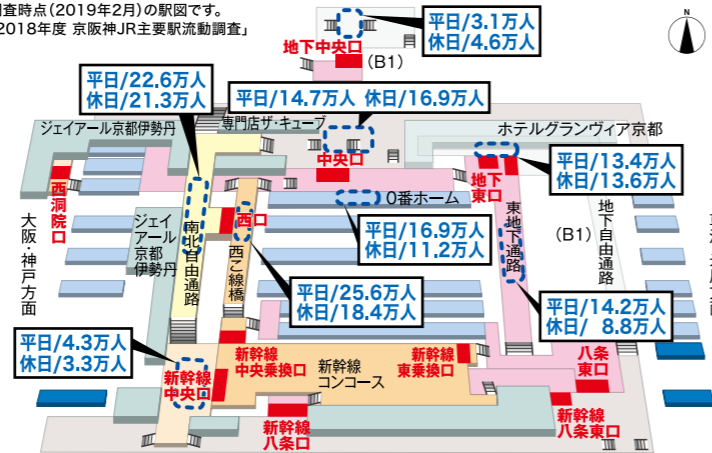 査時点(2019年2月)の駅図です。
2018年度 京阪神JR主要駅流動調査」
N
平日/3.1万人
休日/4.6万人
地下中央口
(B1)
平日/22.6万人
休日/21.3万人
平日/14.7万人 休日/16.9万人
ジェイアール京都伊勢丹
専門店ザ・キューブ
ホテルグランヴィア京都
中央口
平日/13.4万人
休日/13.6万人
西洞院口
地下
東口
0番ホーム
大阪・神戸方面
ジェイ
アール
京都
伊勢丹
南北自由通路
西口
西こ線橋
平日/16.9万人
休日/11.2万人
東地下通路
(B1)
地下自由通路
平日/25.6万人
休日/18.4万人
平日/14.2万人
休日/ 8.8万人
平日/4.3万人
休日/3.3万人
新幹線
中央口
新幹線
中央乗換口
新幹線
コンコース
新幹線
東乗換口
八条
東口
新幹線
八条口
新幹線
八条東口